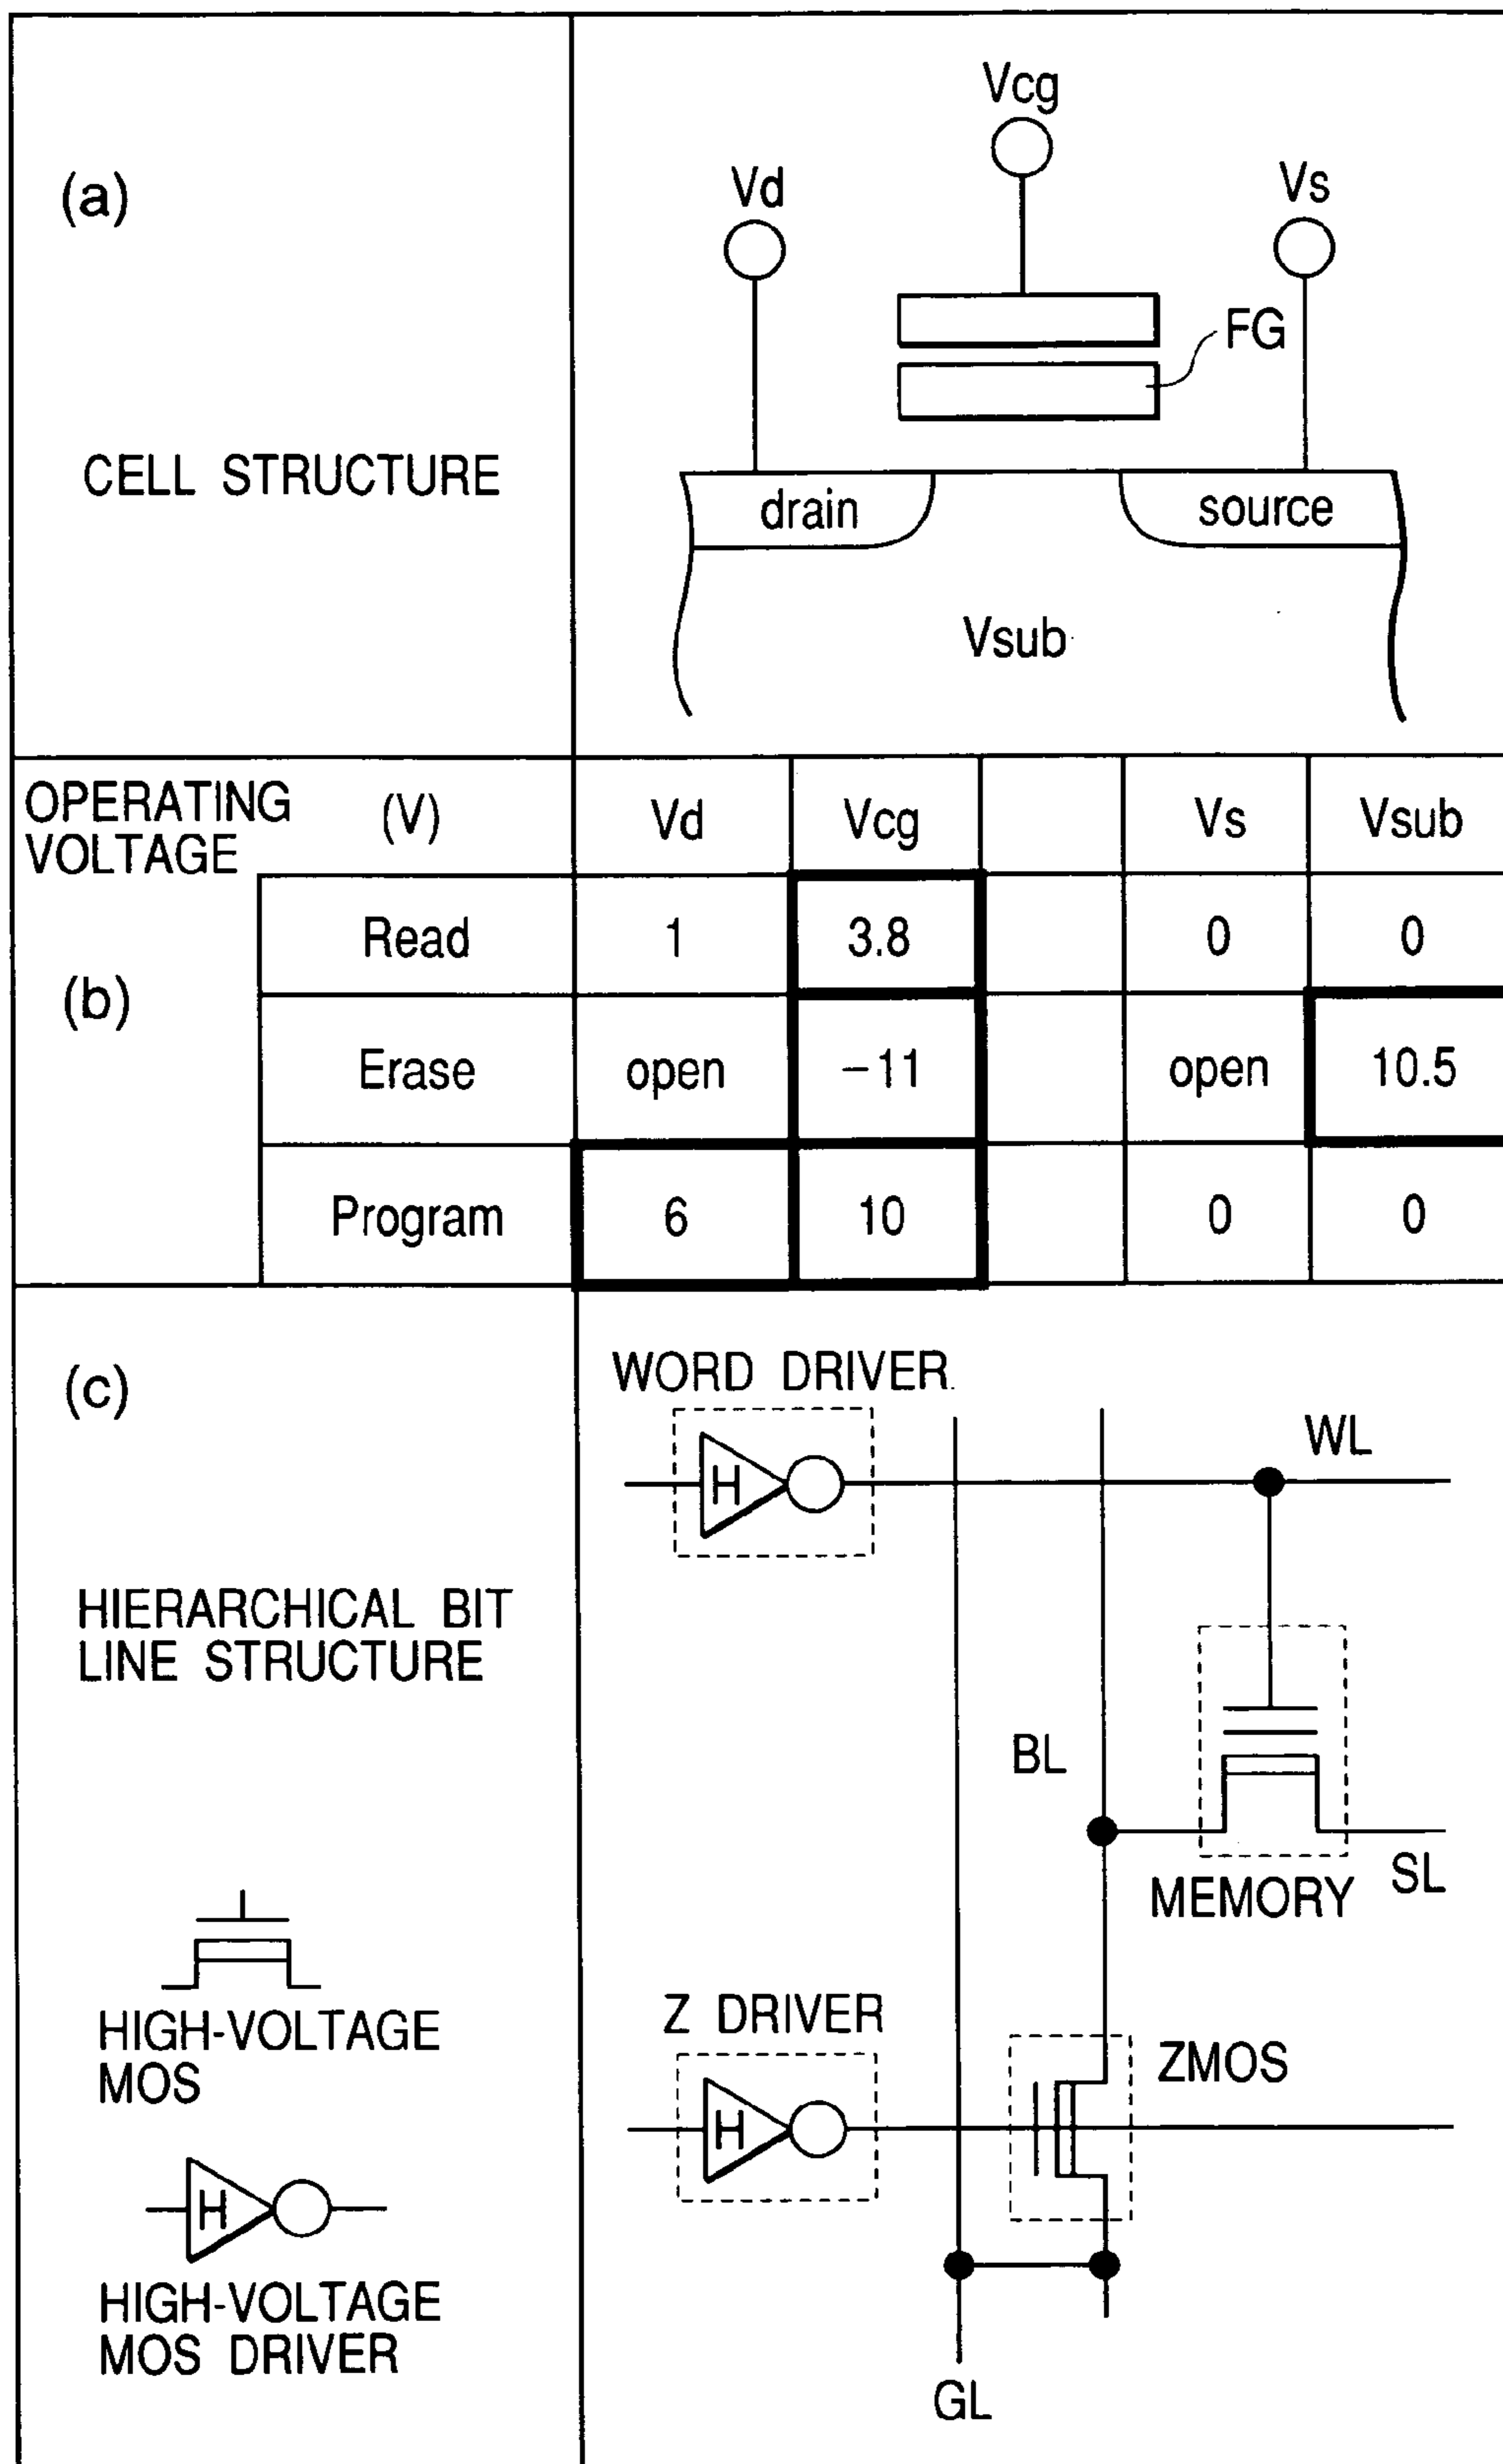 (a)
CELL STRUCTURE
Vcg
Vd
Vs
FG
drain
source
Vsub
OPERATING
VOLTAGE
(V)
Vd Vcg Vs Vsub
(b)
Read 1 3.8 0 0
Erase open -11 open 10.5
Program 6 10 0 0
(c)
HIERARCHICAL BIT
LINE STRUCTURE
HIGH-VOLTAGE
MOS
H
HIGH-VOLTAGE
MOS DRIVER
WORD DRIVER
H
WL
BL
MEMORY
SL
Z DRIVER
H
ZMOS
GL